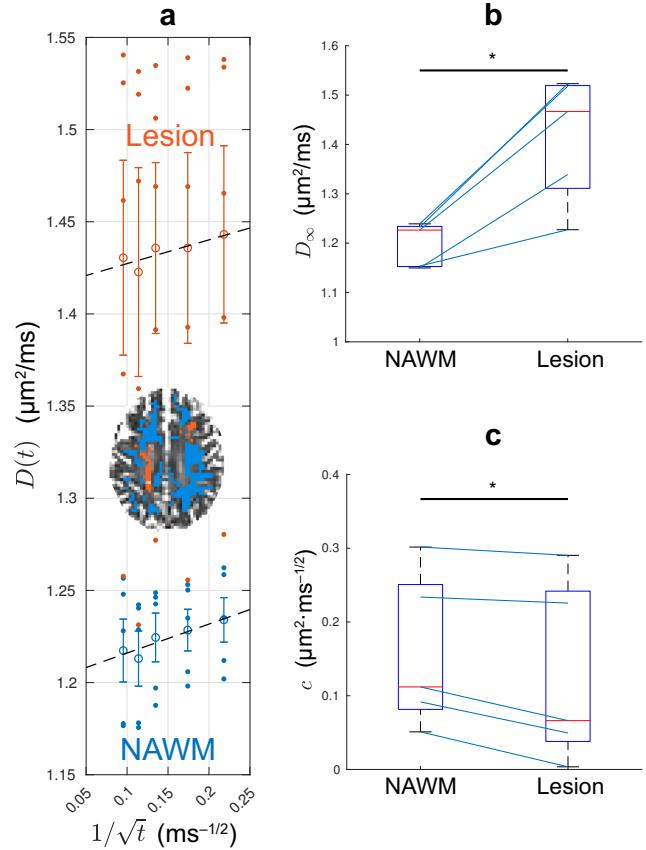 a
1.55
1.5
1.45
1.4
1.35
1.3
1.25
1.2
1.15
D(t) (μm²/ms)
Lesion
NAWM
0.05
0.1
0.15
0.2
0.25
1/√t (ms⁻¹/²)
b
1.6
1.5
1.4
1.3
1.2
1.1
1
D∞ (μm²/ms)
*
NAWM
Lesion
c
0.4
0.3
0.2
0.1
0
c (μm²·ms⁻¹/²)
*
NAWM
Lesion